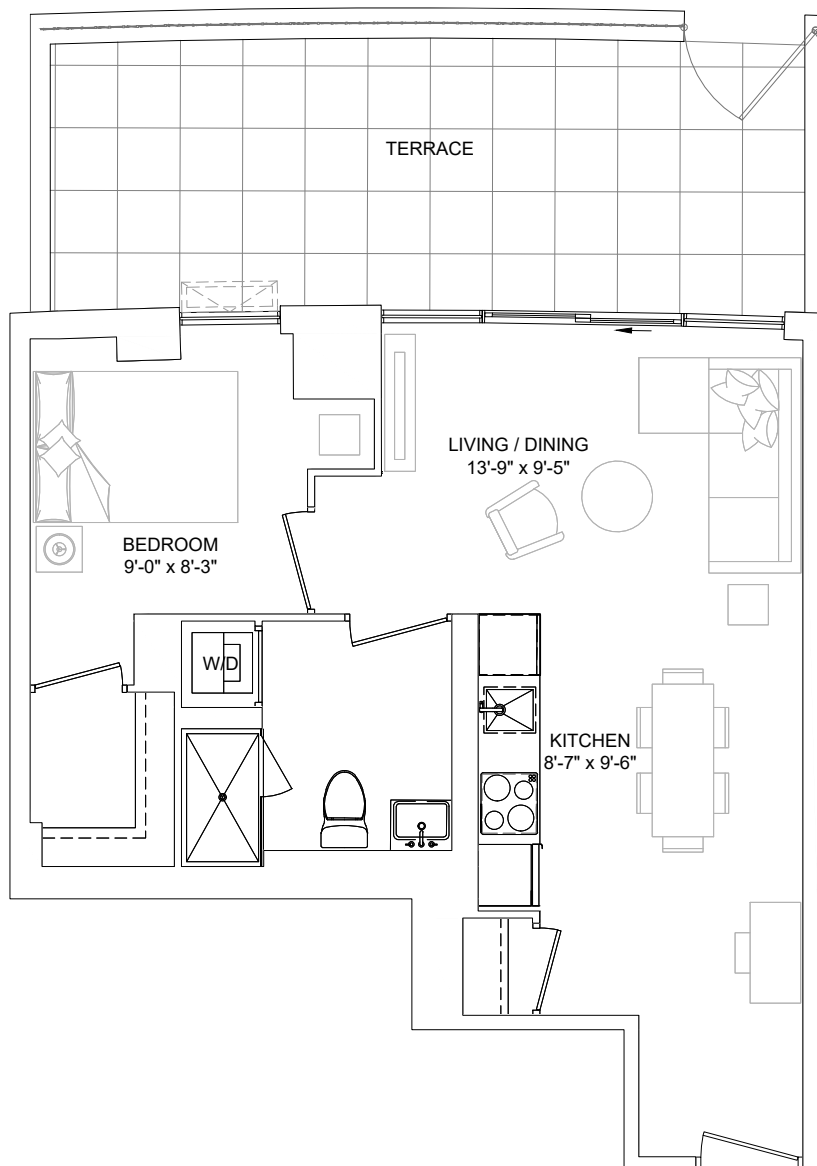 TERRACE
LIVING / DINING
13'-9" x 9'-5"
BEDROOM
9'-0" x 8'-3"
W/D
KITCHEN
8'-7" x 9'-6"